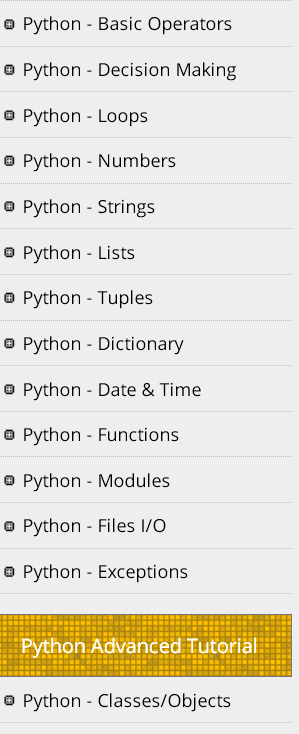 Python - Basic Operators
Python - Decision Making
Python - Loops
Python - Numbers
Python - Strings
Python - Lists
Python - Tuples
Python - Dictionary
Python - Date & Time
Python - Functions
Python - Modules
Python - Files I/O
Python - Exceptions
Python Advanced Tutorial
Python - Classes/Objects